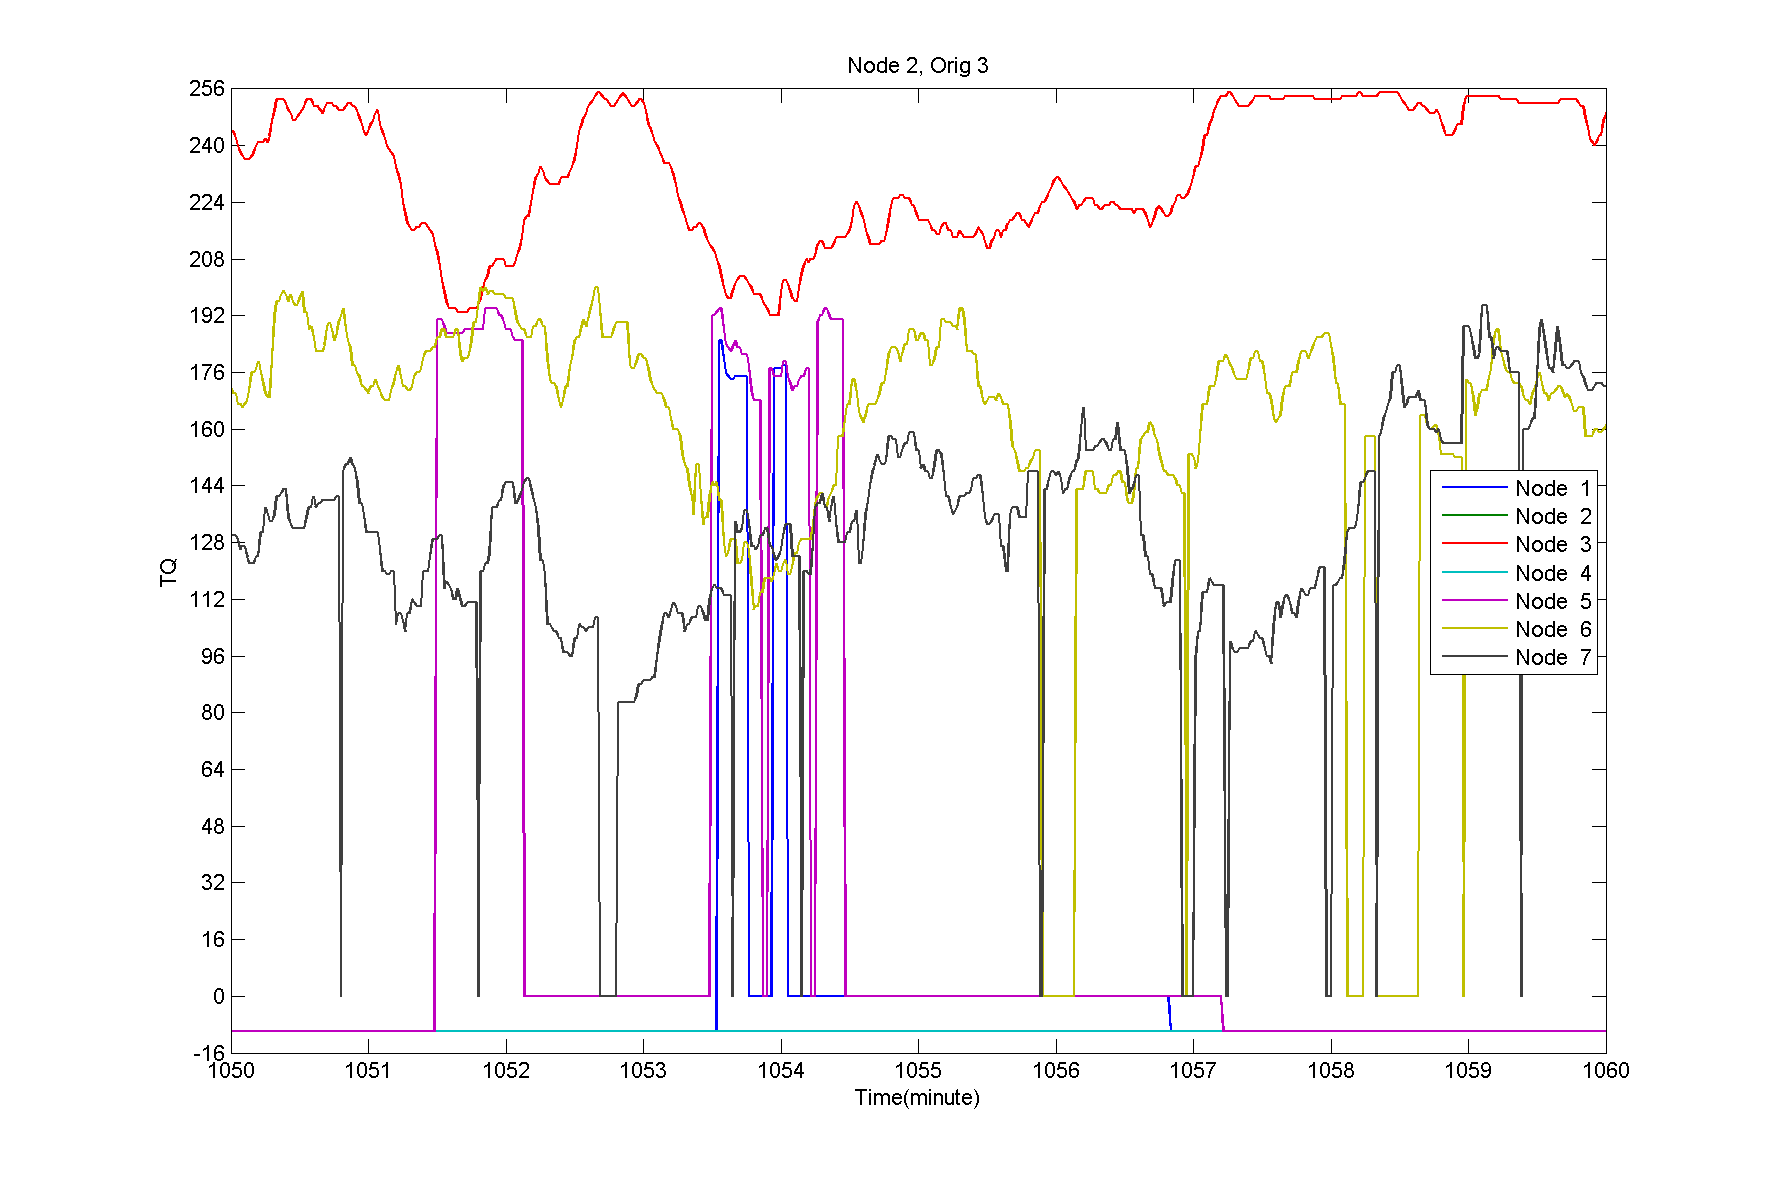 Node 2, Orig 3
256
240
224
208
192
176
160
144
128
112
96
80
64
48
32
16
0
-16
TQ
Node 1
Node 2
Node 3
Node 4
Node 5
Node 6
Node 7
1050 1051 1052 1053 1054 1055 1056 1057 1058 1059 1060
Time(minute)